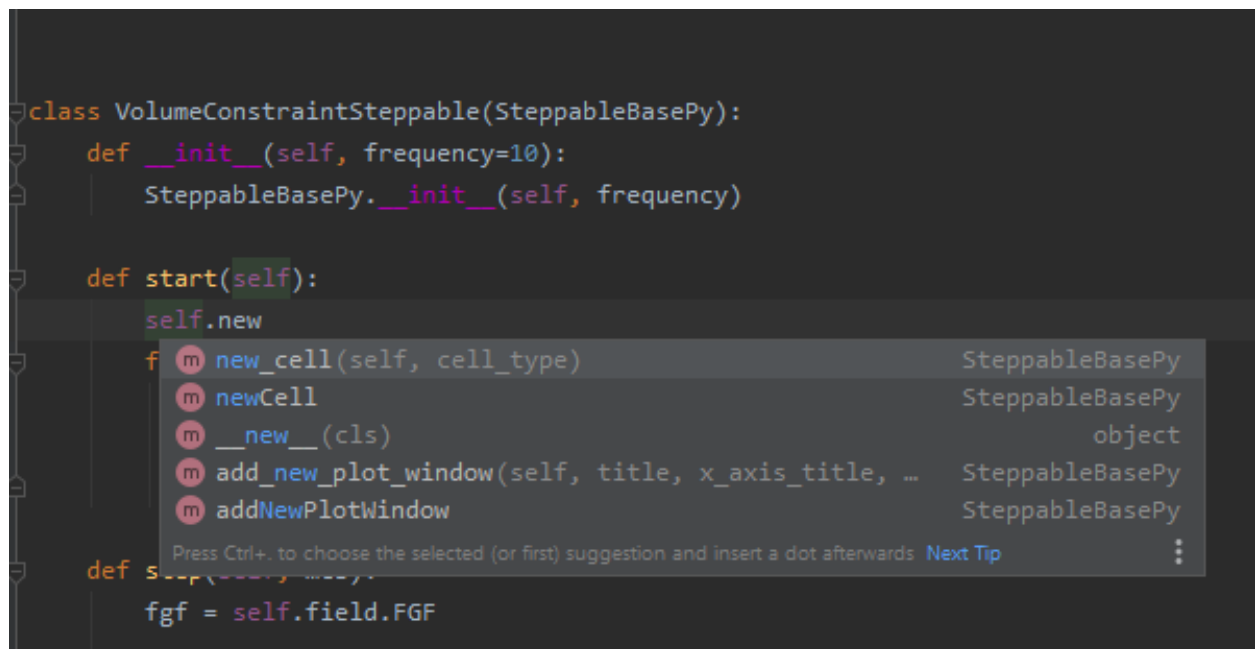 class VolumeConstraintSteppable(SteppableBasePy):
def __init__(self, frequency=10):
SteppableBasePy.__init__(self, frequency)
def start(self):
self.new
f
new_cell(self, cell_type) SteppableBasePy
newCell SteppableBasePy
__new__(cls) object
add_new_plot_window(self, title, x_axis_title, … SteppableBasePy
addNewPlotWindow SteppableBasePy
Press Ctrl+. to choose the selected (or first) suggestion and insert a dot afterwards Next Tip
def
fgf = self.field.FGF